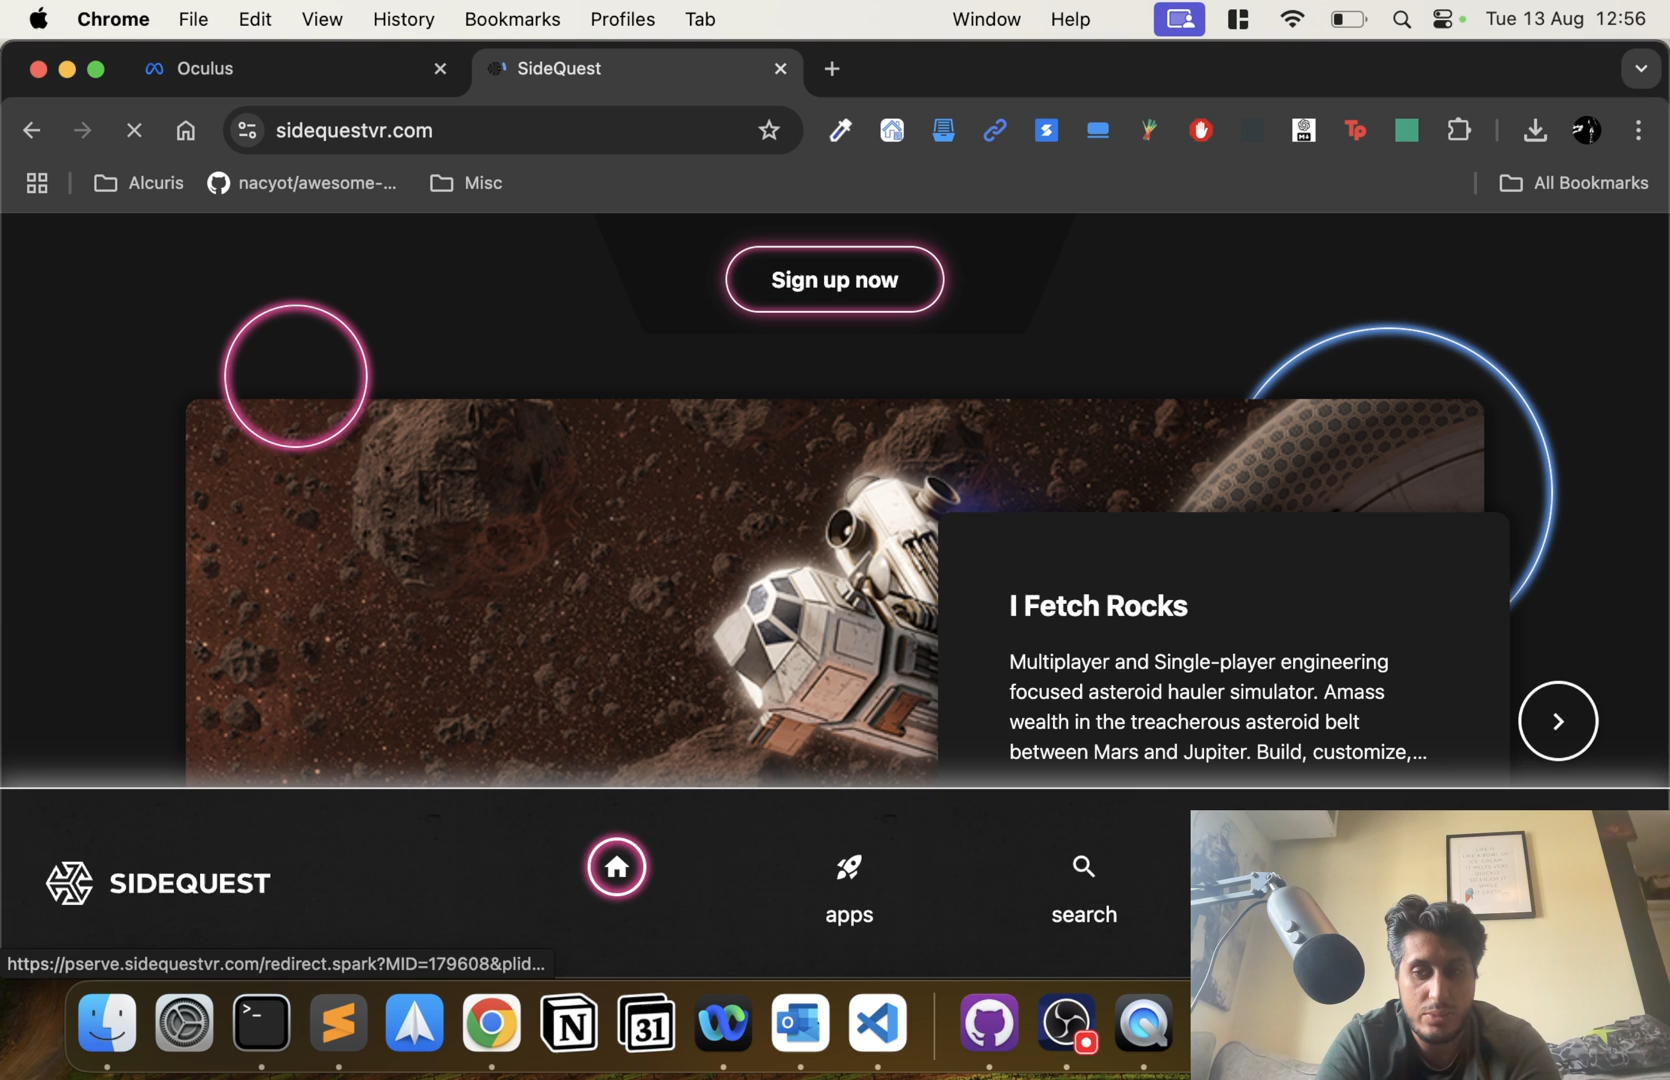 Chrome File Edit View History Bookmarks Profiles Tab Window Help Tue 13 Aug 12:56
Oculus SideQuest
sidequestvr.com
Alcuris nacyot/awesome-... Misc All Bookmarks
Sign up now
I Fetch Rocks
Multiplayer and Single-player engineering
focused asteroid hauler simulator. Amass
wealth in the treacherous asteroid belt
between Mars and Jupiter. Build, customize,...
SIDEQUEST
apps
search
https://pserve.sidequestvr.com/redirect.spark?MID=179608&plid...
31